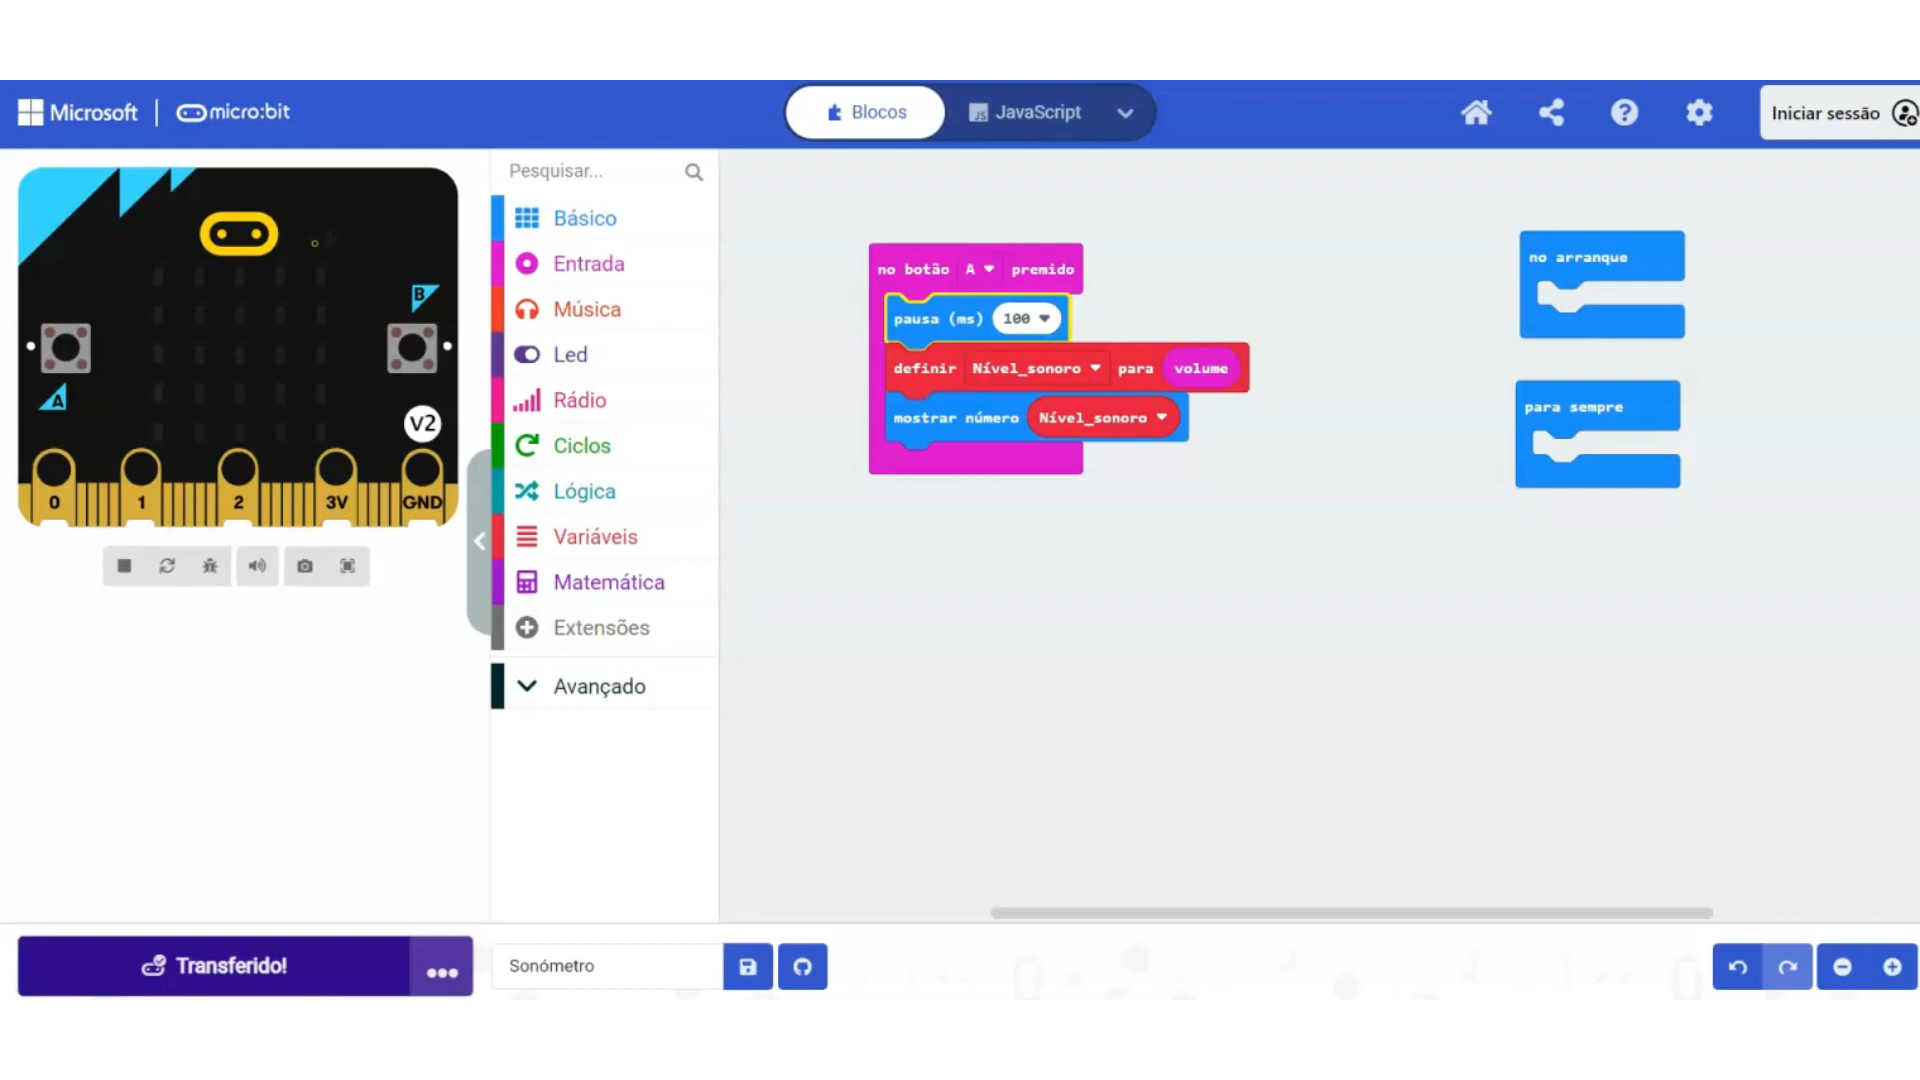 Microsoft
micro:bit
Blocos
JavaScript
Iniciar sessão
B
A
V2
0
1
2
3V
GND
Pesquisar...
Básico
Entrada
Música
Led
Rádio
Ciclos
Lógica
Variáveis
Matemática
Extensões
Avançado
no botão A premido
pausa (ms) 100
definir Nível_sonoro para volume
mostrar número Nível_sonoro
no arranque
para sempre
Transferido!
Sonómetro